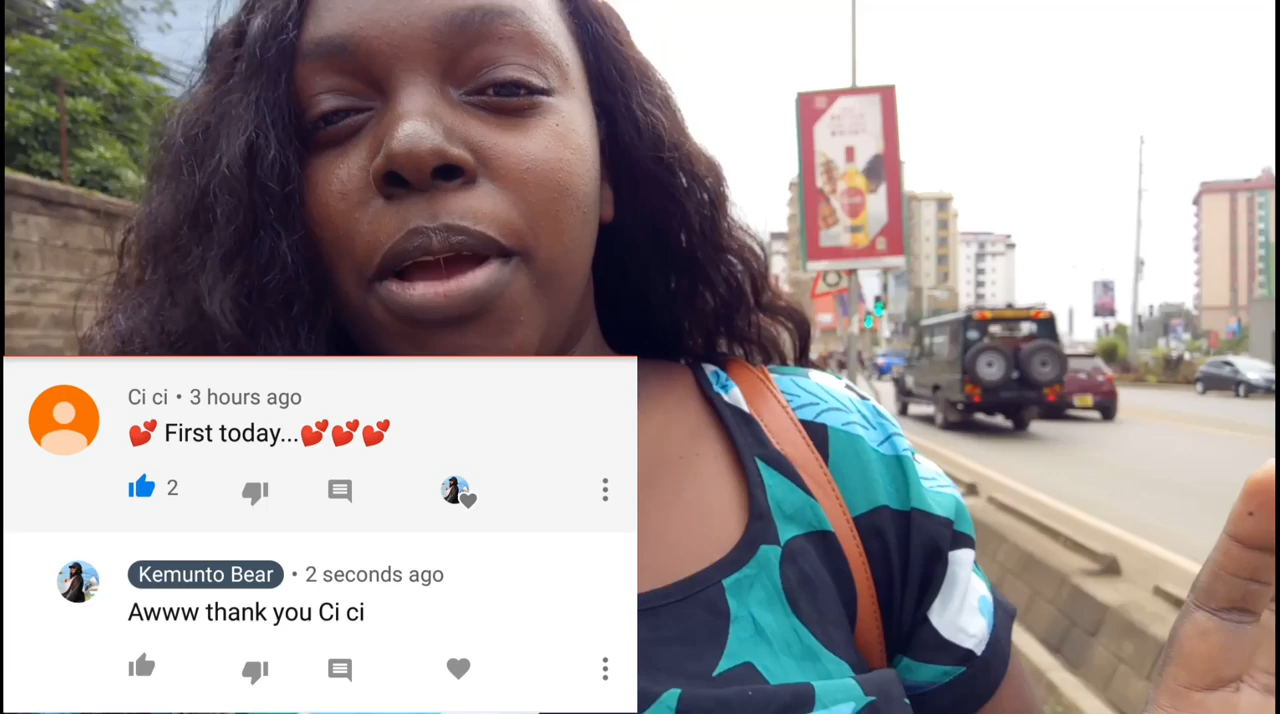 Ci ci • 3 hours ago
💕 First today...💕💕💕
2
Kemunto Bear • 2 seconds ago
Awww thank you Ci ci